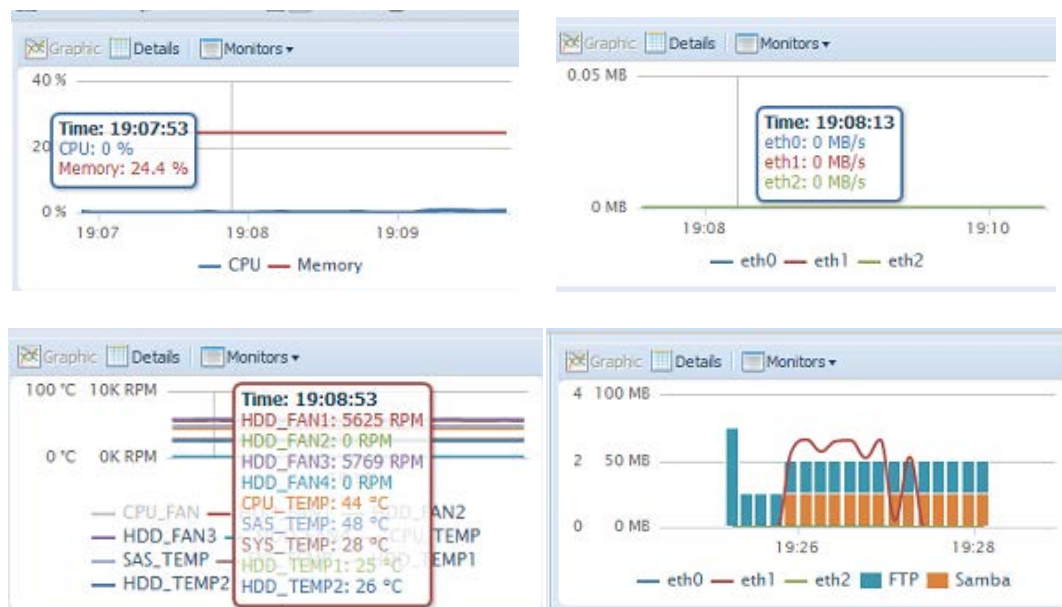 Graphic Details Monitors
40 %
Time: 19:07:53
20
CPU: 0 %
Memory: 24.4 %
0 %
19:07 19:08 19:09
CPU Memory
Graphic Details Monitors
0.05 MB
Time: 19:08:13
eth0: 0 MB/s
eth1: 0 MB/s
eth2: 0 MB/s
0 MB
19:08 19:10
eth0 eth1 eth2
Graphic Details Monitors
100 °C 10K RPM
Time: 19:08:53
HDD_FAN1: 5625 RPM
HDD_FAN2: 0 RPM
HDD_FAN3: 5769 RPM
0 °C 0K RPM
HDD_FAN4: 0 RPM
CPU_TEMP: 44 °C
SAS_TEMP: 48 °C
SYS_TEMP: 28 °C
HDD_TEMP1: 25 °C
HDD_TEMP2: 26 °C
CPU_FAN AN2
HDD_FAN3 TEMP
SAS_TEMP EMP1
HDD_TEMP2
Graphic Details Monitors
4 100 MB
2 50 MB
0 0 MB
19:26 19:28
eth0 eth1 eth2 FTP Samba